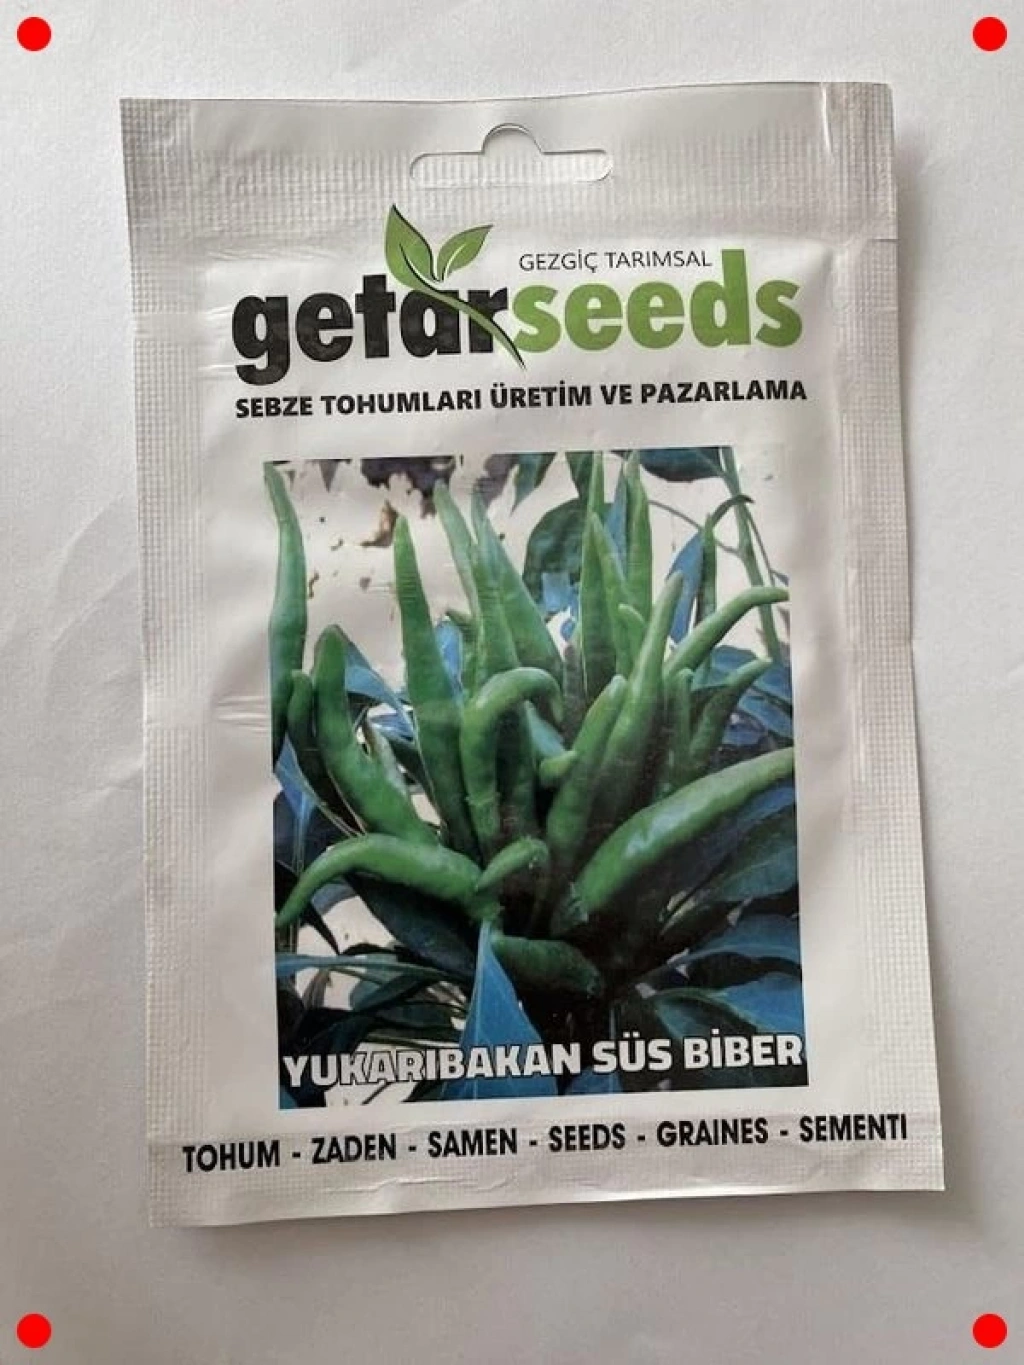 GEZGİÇ TARIMSAL
getarseeds
SEBZE TOHUMLARI ÜRETİM VE PAZARLAMA
YUKARIBAKAN SÜS BİBER
TOHUM - ZADEN - SAMEN - SEEDS - GRAINES - SEMENTI